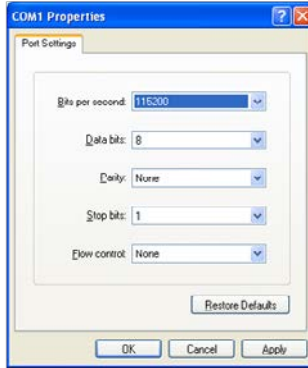 COM1 Properties
Port Settings
Bits per second: 115200
Data bits: 8
Parity: None
Stop bits: 1
Flow control: None
Restore Defaults
OK Cancel Apply